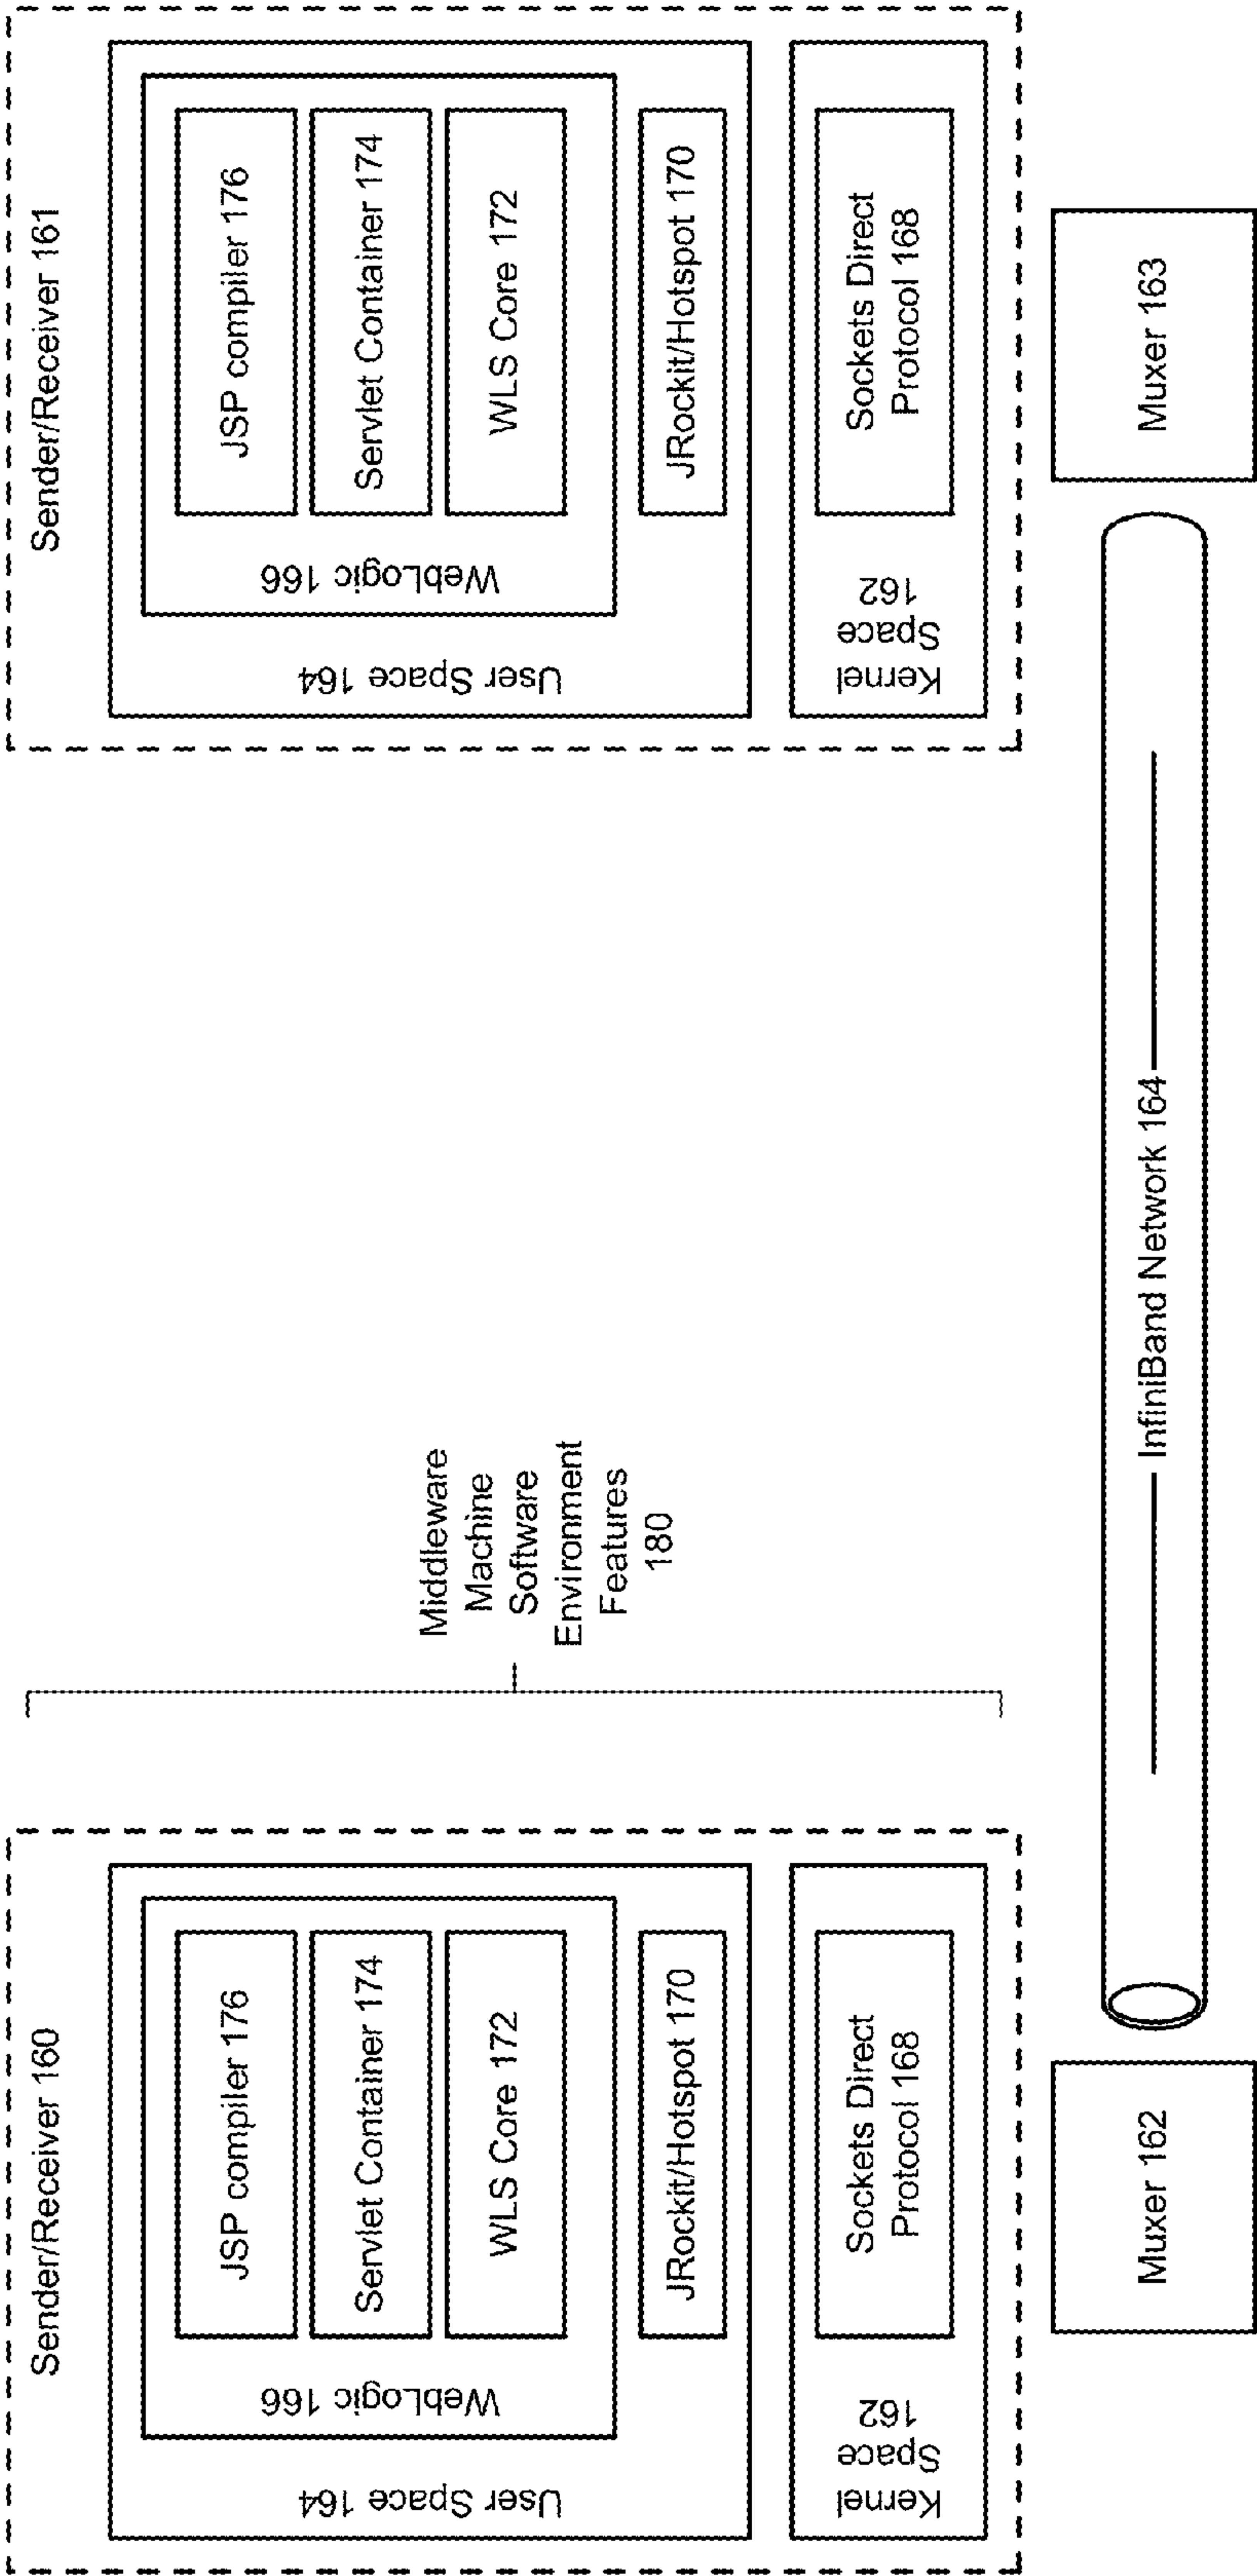 Sender/Receiver 160
User Space 164
WebLogic 166
JSP compiler 176
Servlet Container 174
WLS Core 172
JRockit/Hotspot 170
Kernel
Space
162
Sockets Direct
Protocol 168
Middleware
Machine
Software
Environment
Features
180
Sender/Receiver 161
User Space 164
WebLogic 166
JSP compiler 176
Servlet Container 174
WLS Core 172
JRockit/Hotspot 170
Kernel
Space
162
Sockets Direct
Protocol 168
Muxer 162
InfiniBand Network 164
Muxer 163